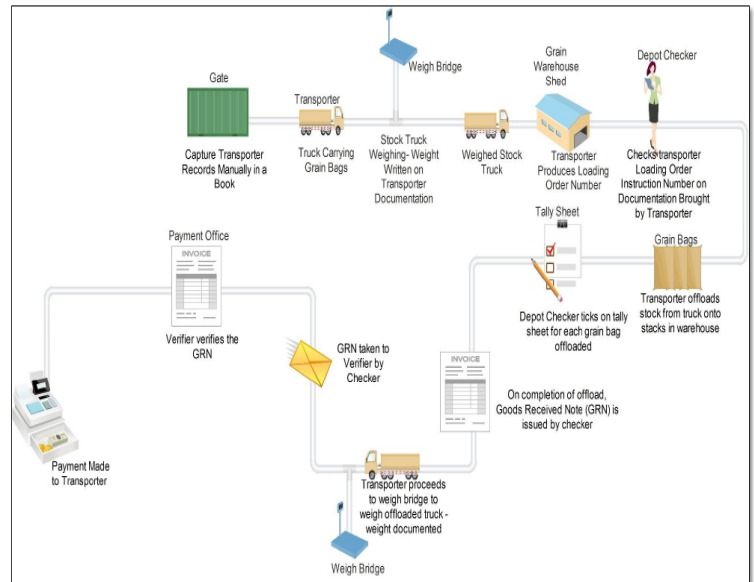 Gate
Capture Transporter
Records Manually in a
Book
Transporter
Truck Carrying
Grain Bags
Weigh Bridge
Stock Truck
Weighing- Weight
Written on
Transporter
Documentation
Weighed Stock
Truck
Grain
Warehouse
Shed
Transporter
Produces Loading
Order Number
Depot Checker
Checks transporter
Loading Order
Instruction Number on
Documentation Brought
by Transporter
Grain Bags
Transporter offloads
stock from truck onto
stacks in warehouse
Tally Sheet
Depot Checker ticks on tally
sheet for each grain bag
offloaded
INVOICE
On completion of offload,
Goods Received Note (GRN) is
issued by checker
Transporter proceeds
to weigh bridge to
weigh offloaded truck -
weight documented
Weigh Bridge
GRN taken to
Verifier by
Checker
Payment Office
INVOICE
Verifier verifies the
GRN
Payment Made
to Transporter